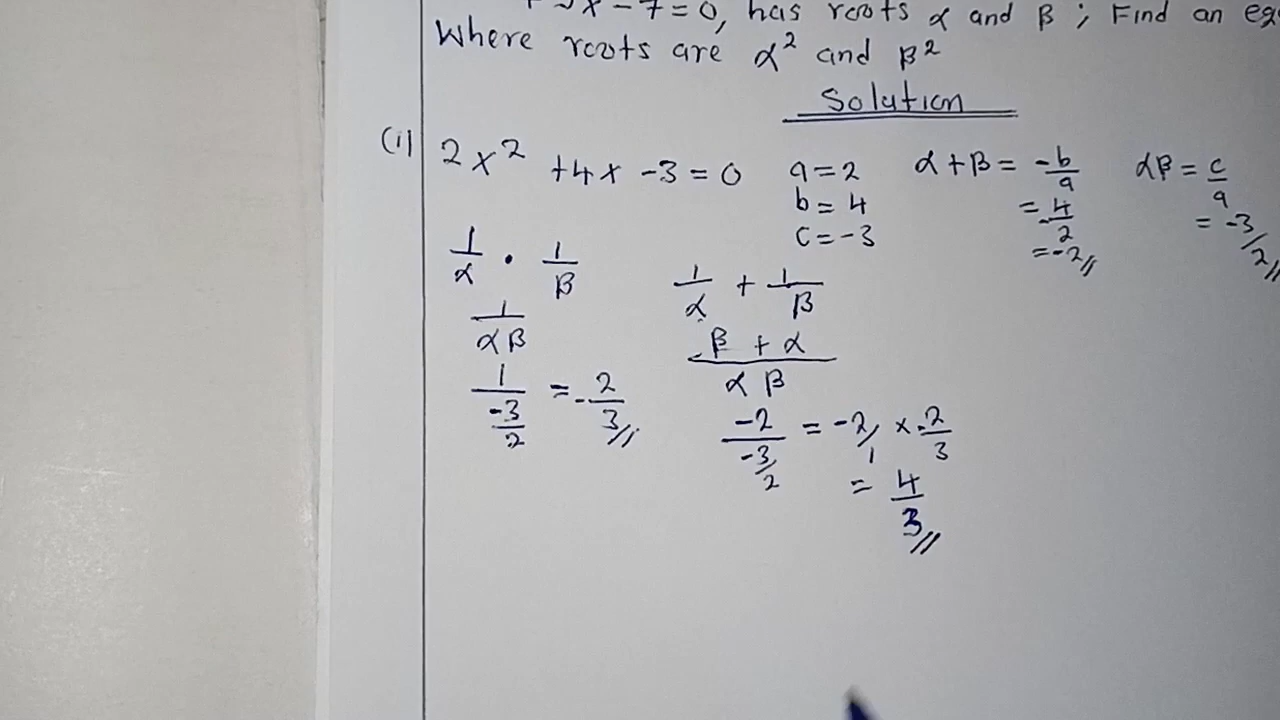 x - 7 = 0, has roots α and β ; Find an
Where roots are α² and β²
Solution
(i) 2x² + 4x - 3 = 0 a = 2 α + β = -b/a αβ = c/a
b = 4 = -4/2 = -3/2
c = -3 = -2
1/α · 1/β 1/α + 1/β
1/αβ (β + α)/αβ
1/(-3/2) = -2/3 -2/(-3/2) = -2/1 × -2/3
= 4/3